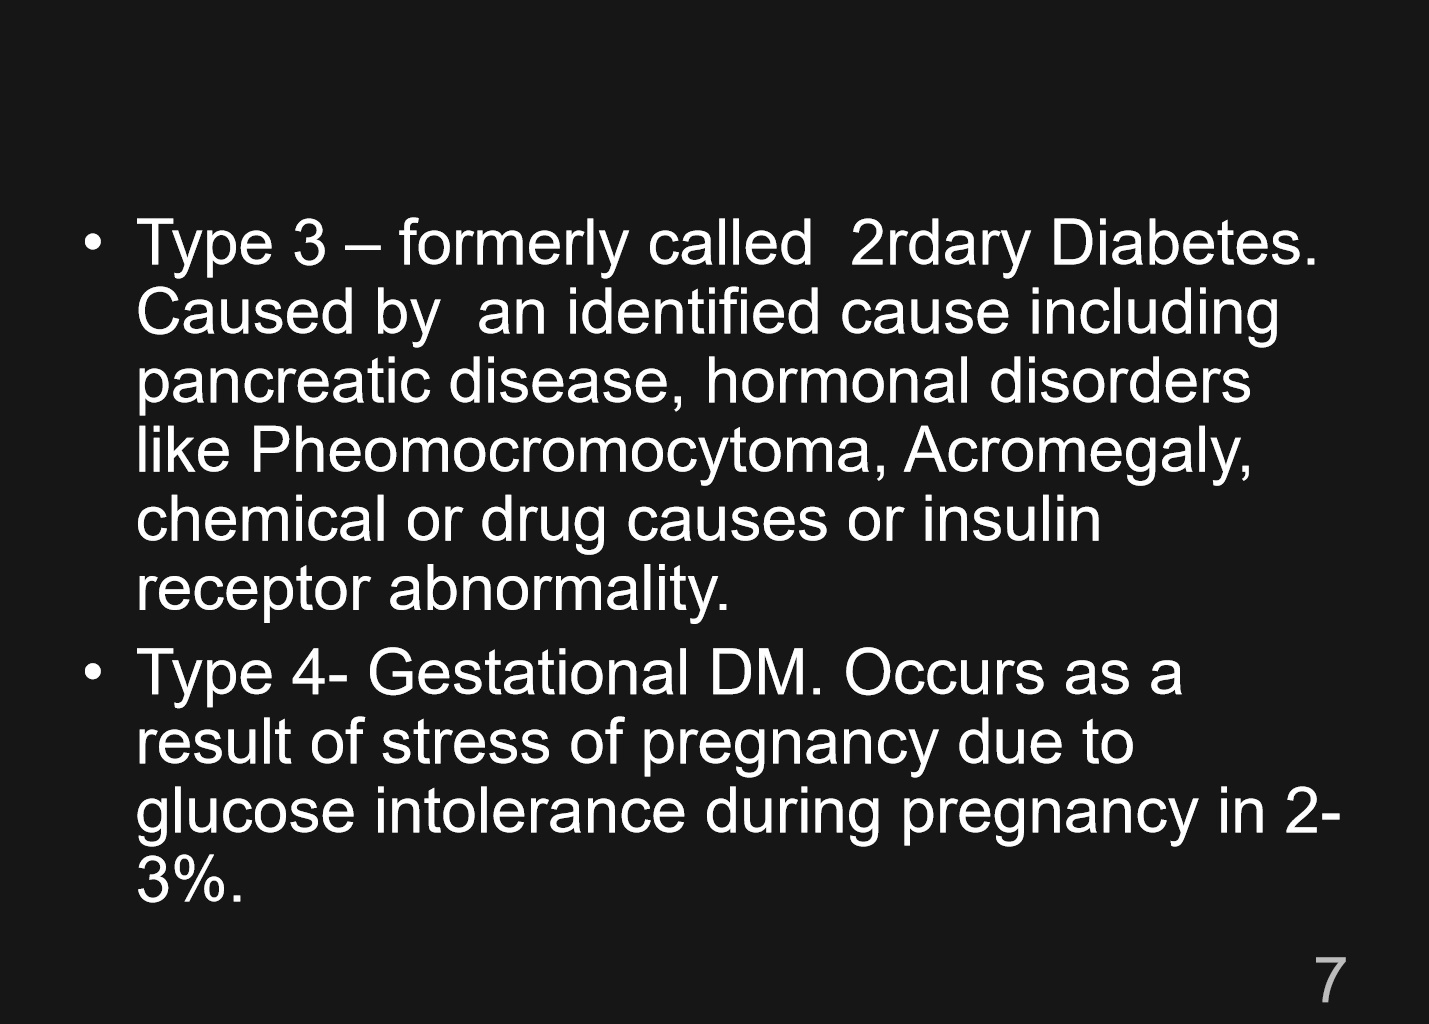 • Type 3 – formerly called  2rdary Diabetes.
Caused by  an identified cause including
pancreatic disease, hormonal disorders
like Pheomocromocytoma, Acromegaly,
chemical or drug causes or insulin
receptor abnormality.
• Type 4- Gestational DM. Occurs as a
result of stress of pregnancy due to
glucose intolerance during pregnancy in 2-
3%.
7